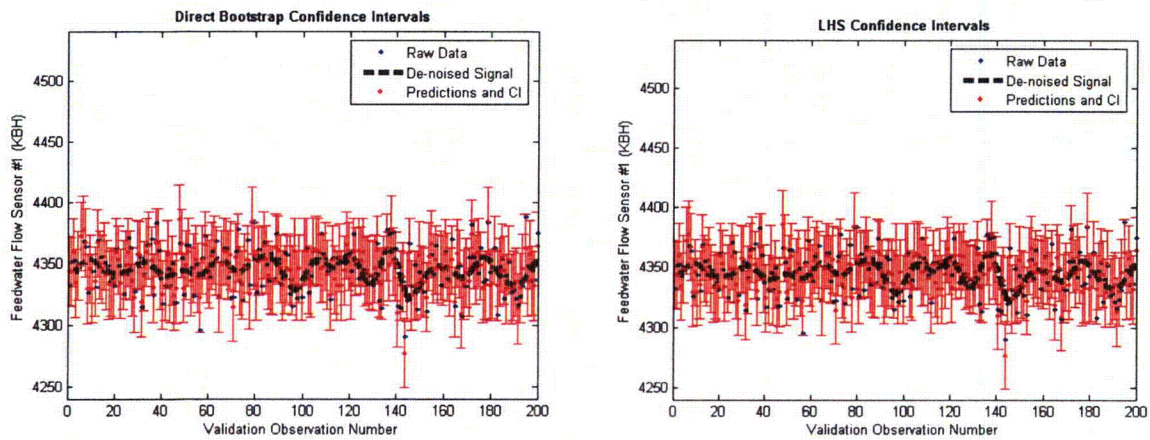 Direct Bootstrap Confidence Intervals
Raw Data
De-noised Signal
Predictions and CI
Feedwater Flow Sensor #1 (KBH)
4500
4450
4400
4350
4300
4250
0 20 40 60 80 100 120 140 160 180 200
Validation Observation Number
LHS Confidence Intervals
Raw Data
De-noised Signal
Predictions and CI
Feedwater Flow Sensor #1 (KBH)
4500
4450
4400
4350
4300
4250
0 20 40 60 80 100 120 140 160 180 200
Validation Observation Number